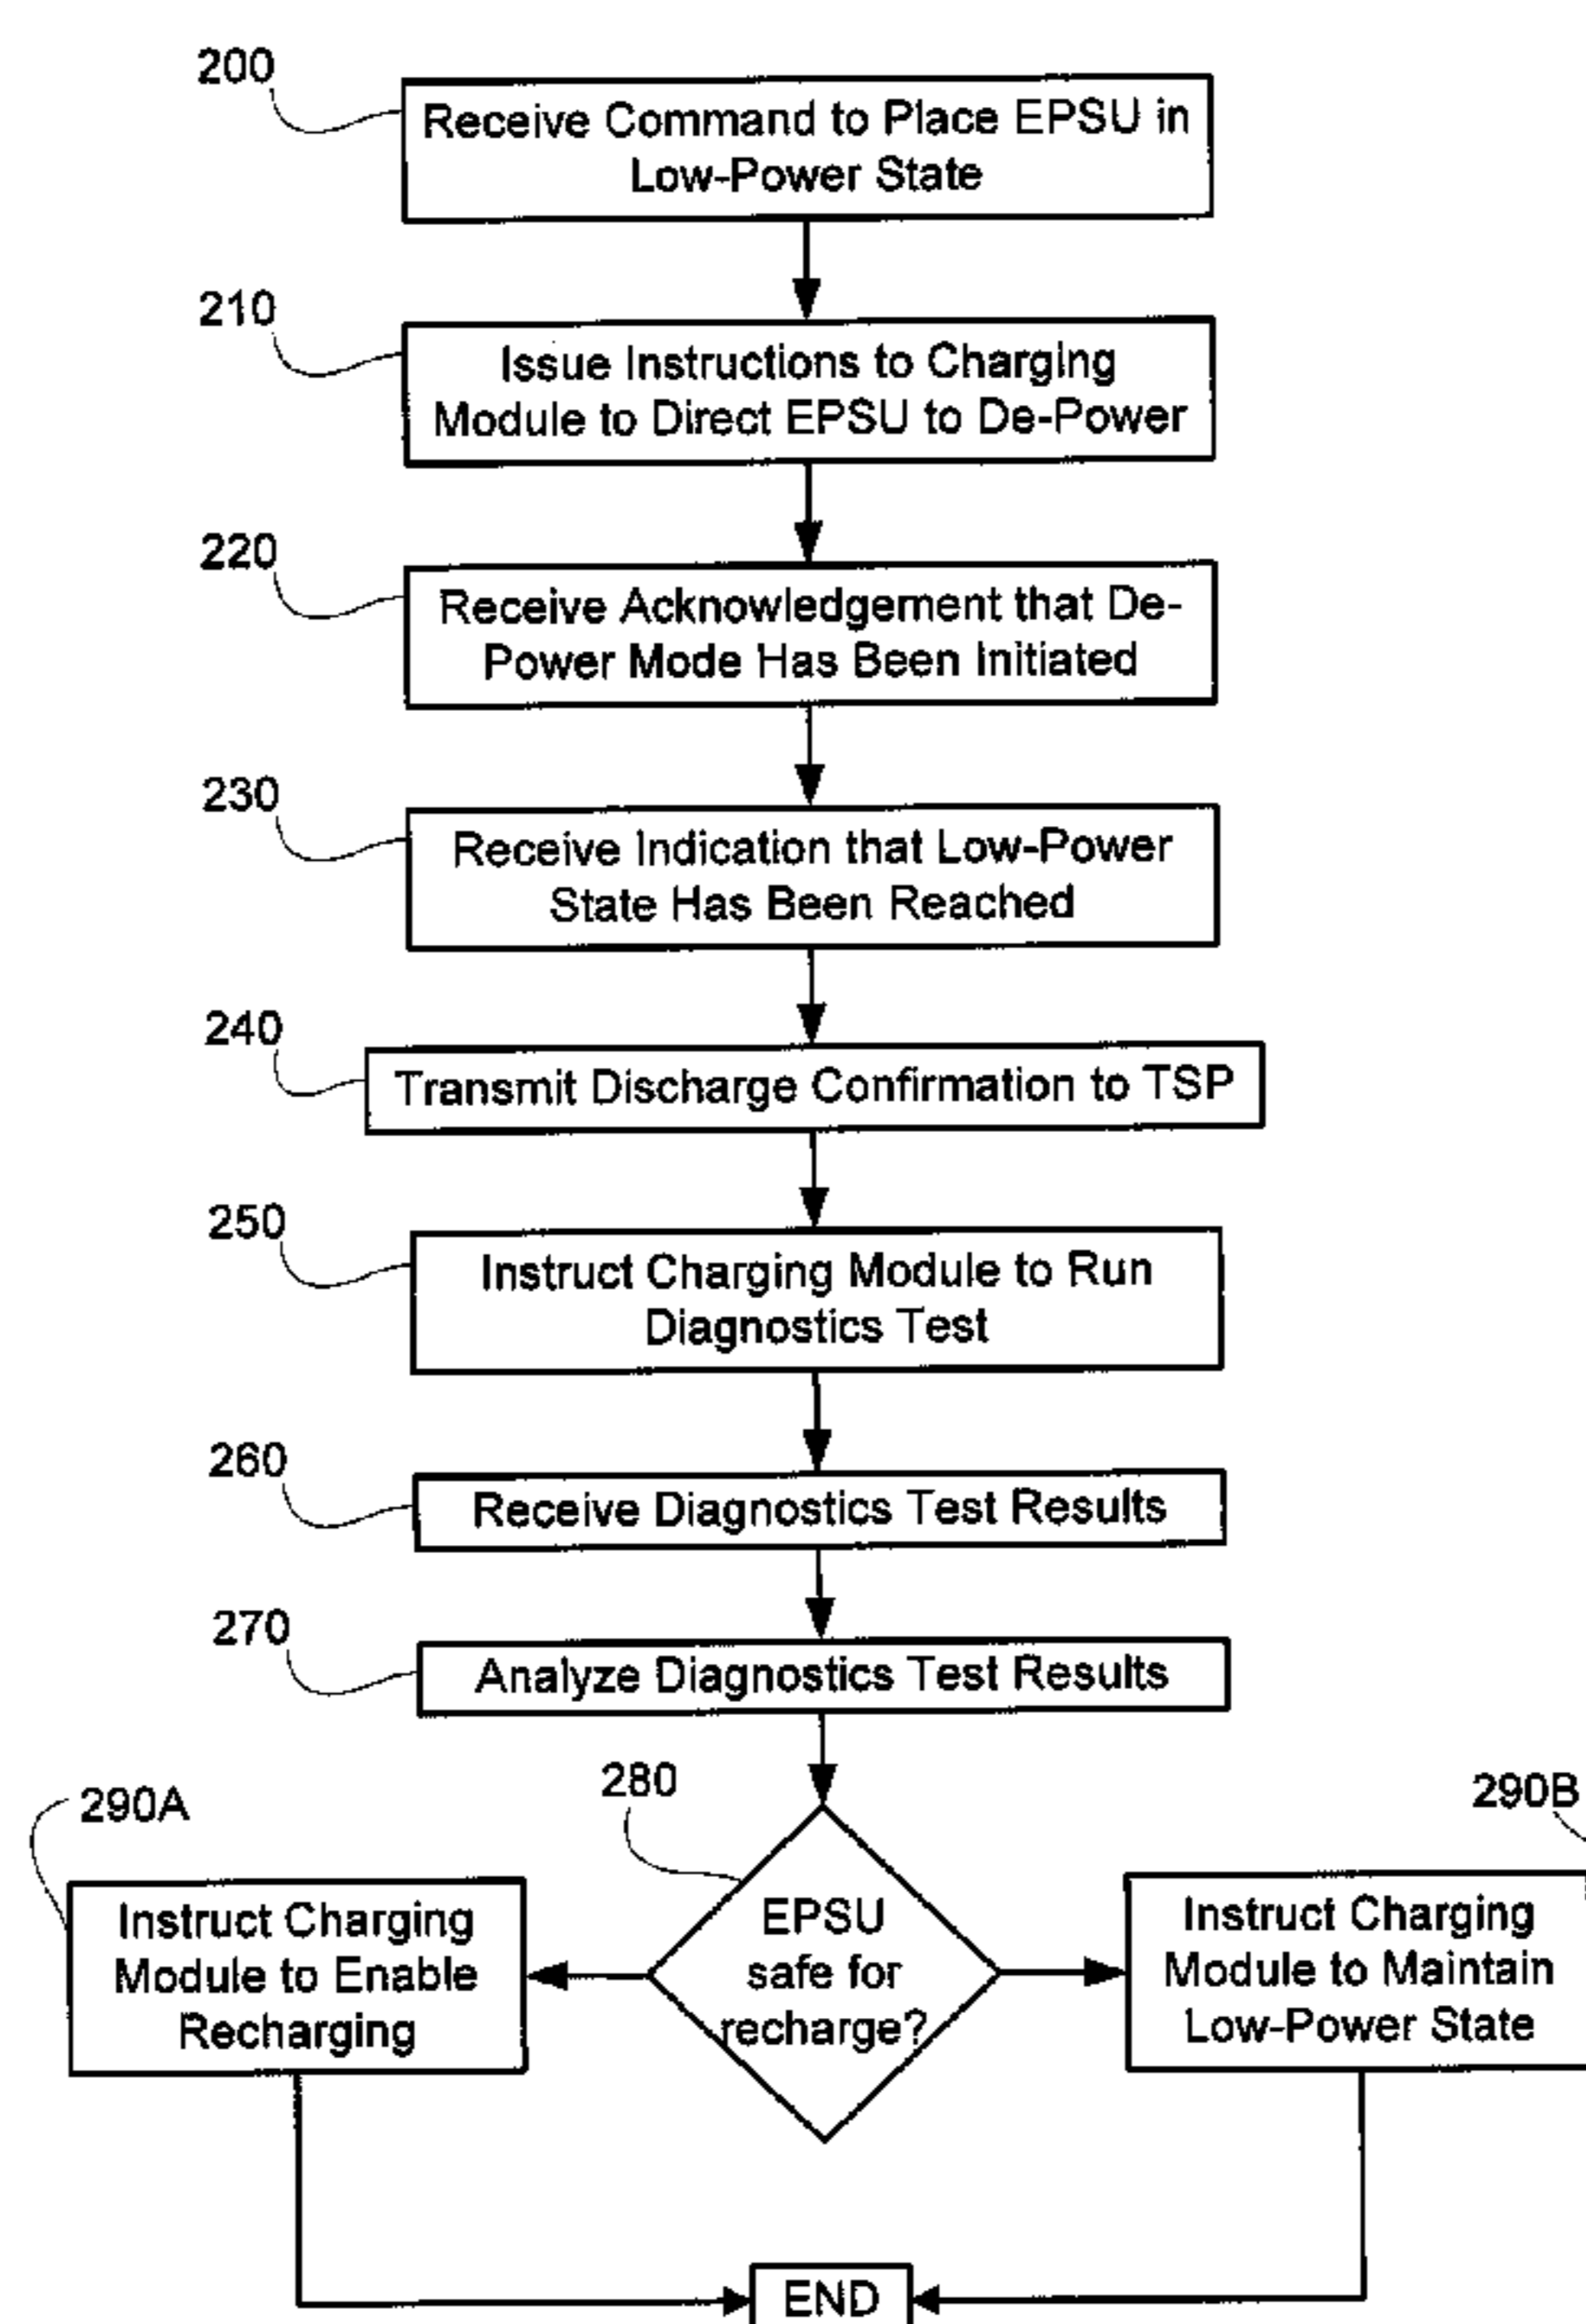 200
Receive Command to Place EPSU in
Low-Power State
210
Issue Instructions to Charging
Module to Direct EPSU to De-Power
220
Receive Acknowledgement that De-
Power Mode Has Been Initiated
230
Receive Indication that Low-Power
State Has Been Reached
240
Transmit Discharge Confirmation to TSP
250
Instruct Charging Module to Run
Diagnostics Test
260
Receive Diagnostics Test Results
270
Analyze Diagnostics Test Results
290A
Instruct Charging
Module to Enable
Recharging
280
EPSU
safe for
recharge?
290B
Instruct Charging
Module to Maintain
Low-Power State
END